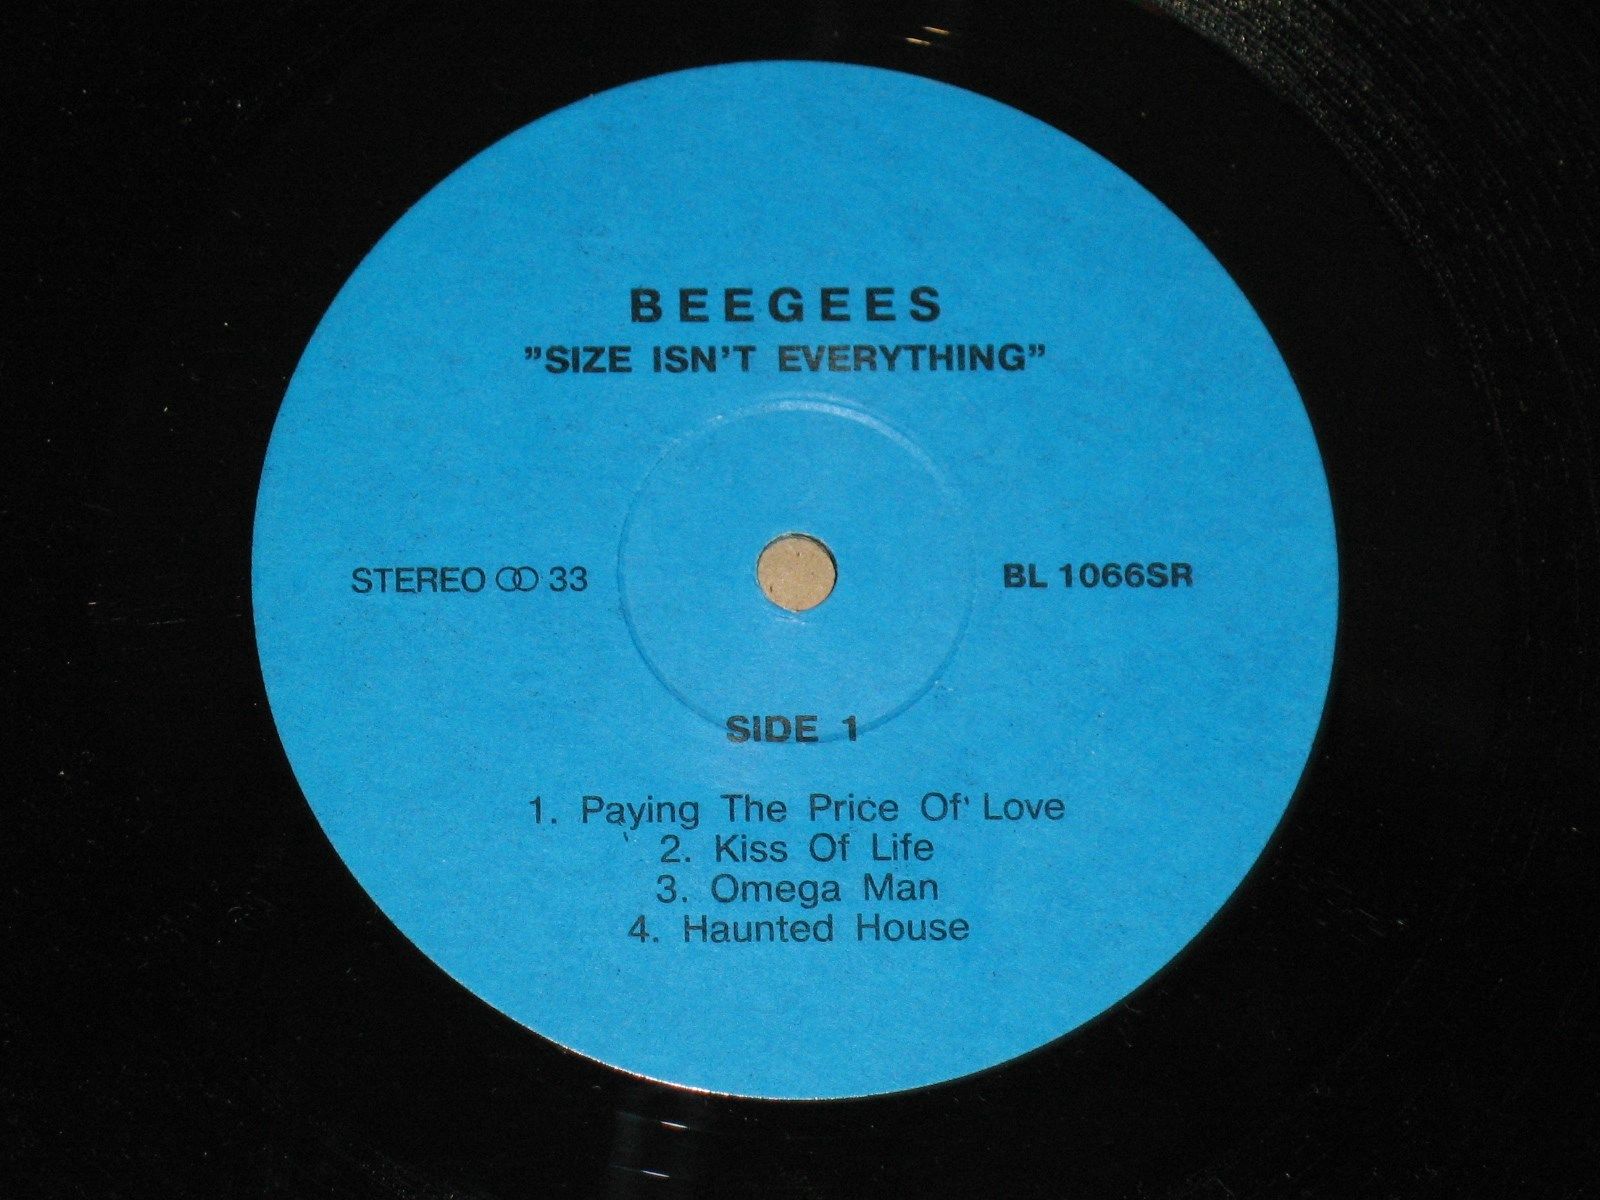 BEEGEES
”SIZE ISN'T EVERYTHING”
STEREO 33
BL 1066SR
SIDE 1
1. Paying The Price Of Love
2. Kiss Of Life
3. Omega Man
4. Haunted House